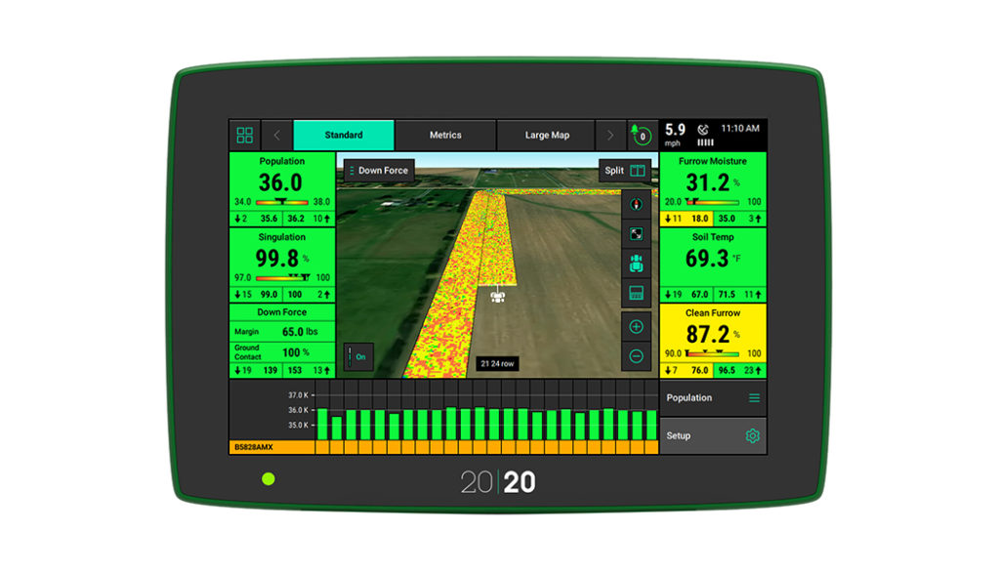 Standard
Metrics
Large Map
0
5.9
mph
11:10 AM
Population
36.0
34.0 38.0
2 35.6 36.2 10
Singulation
99.8 %
97.0 100
15 99.0 100 2
Down Force
Margin 65.0 lbs
Ground
Contact 100 %
19 139 153 13
Down Force
Split
On
21 24 row
Furrow Moisture
31.2 %
20.0 100
11 18.0 35.0 3
Soil Temp
69.3 °F
19 67.0 71.5 11
Clean Furrow
87.2 %
90.0 100
7 76.0 96.5 23
37.0 K
36.0 K
35.0 K
B5828AMX
Population
Setup
20|20